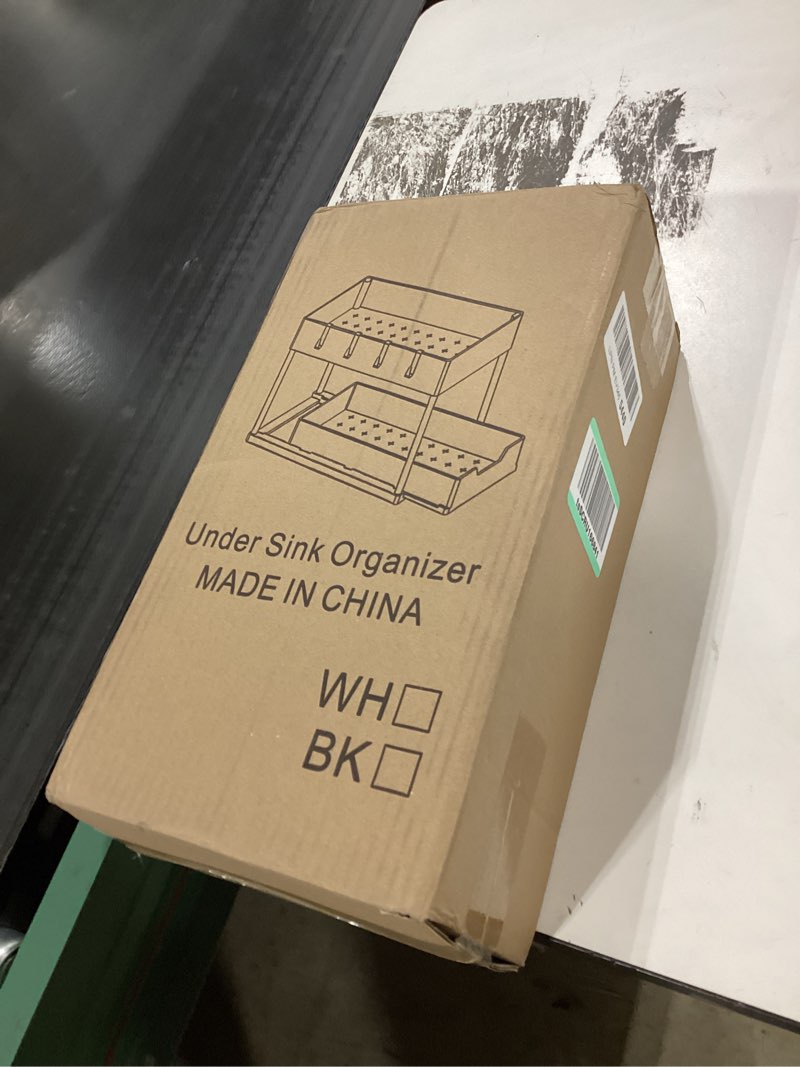 Under Sink Organizer
MADE IN CHINA
WH
BK